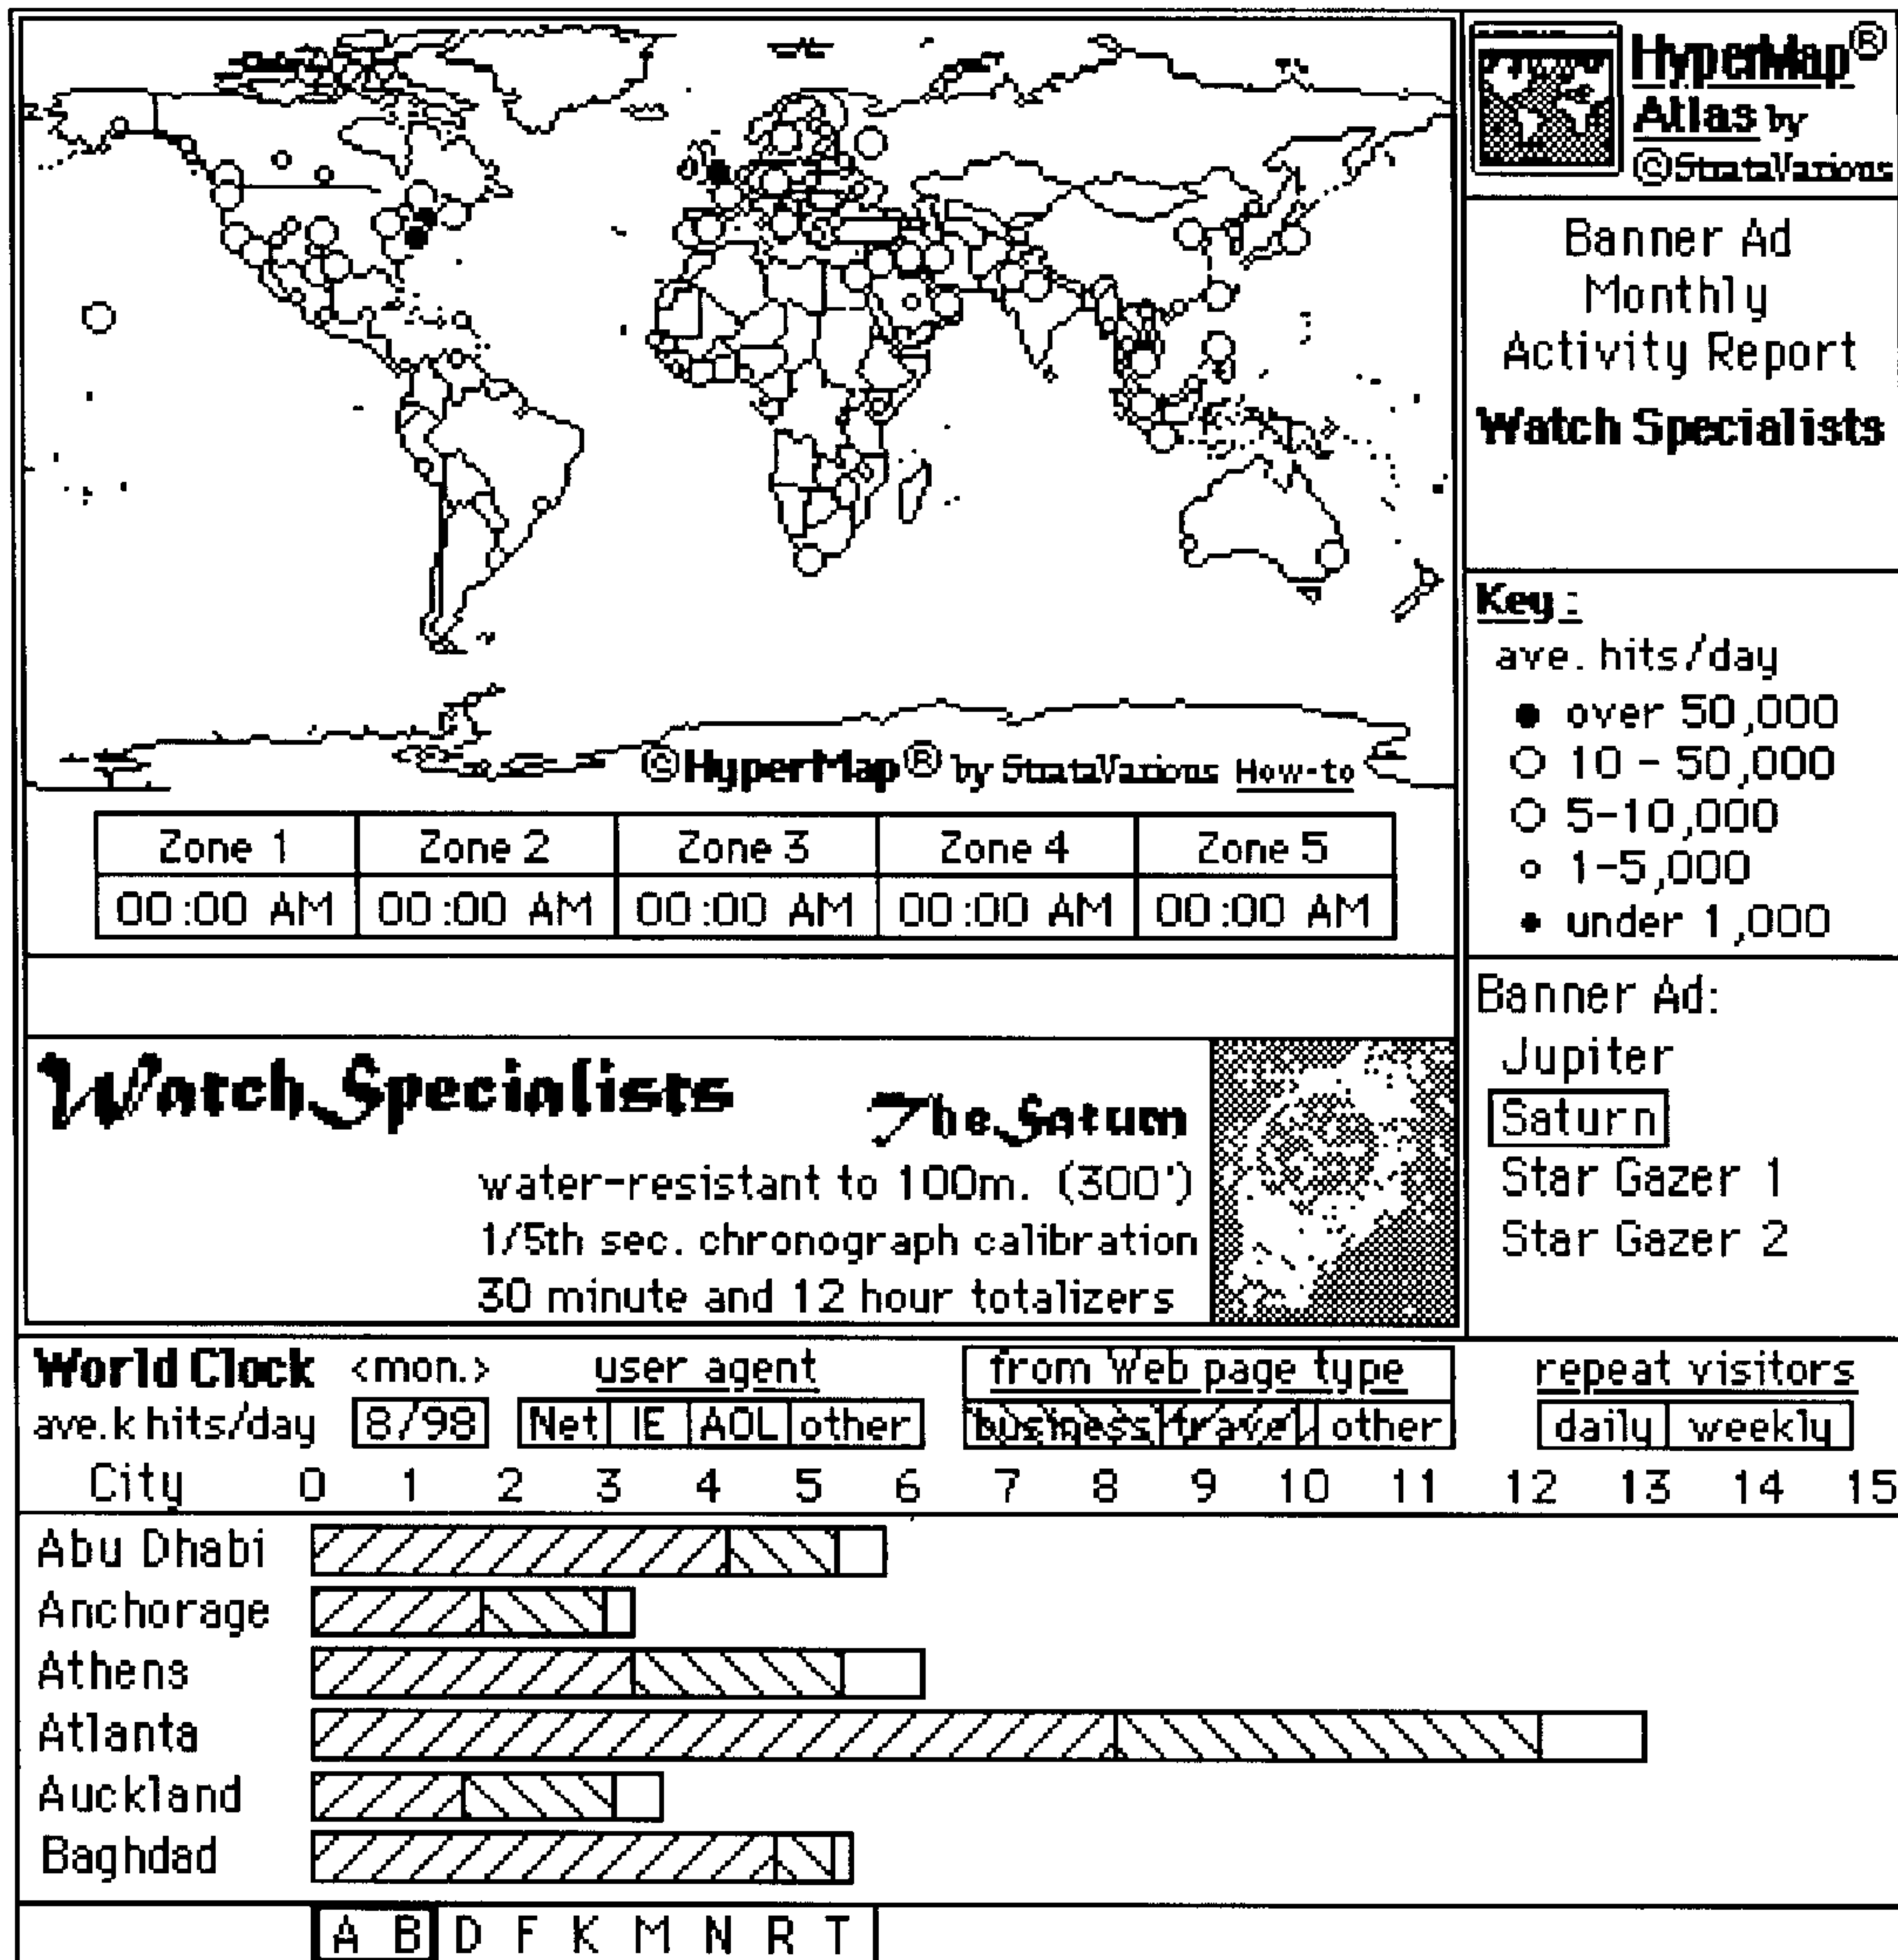 HyperMap®
Atlas by
©StrataVarious
Banner Ad
Monthly
Activity Report
Watch Specialists
Key:
ave. hits/day
over 50,000
10 - 50,000
5-10,000
1-5,000
under 1,000
©HyperMap® by StrataVarious How-to
Zone 1 Zone 2 Zone 3 Zone 4 Zone 5
00:00 AM 00:00 AM 00:00 AM 00:00 AM 00:00 AM
Banner Ad:
Jupiter
Saturn
Star Gazer 1
Star Gazer 2
Watch Specialists
The Saturn
water-resistant to 100m. (300')
1/5th sec. chronograph calibration
30 minute and 12 hour totalizers
World Clock <mon.> user agent from Web page type repeat visitors
ave.k hits/day 8/98 Net IE AOL other business travel other daily weekly
City 0 1 2 3 4 5 6 7 8 9 10 11 12 13 14 15
Abu Dhabi
Anchorage
Athens
Atlanta
Auckland
Baghdad
A B D F K M N R T